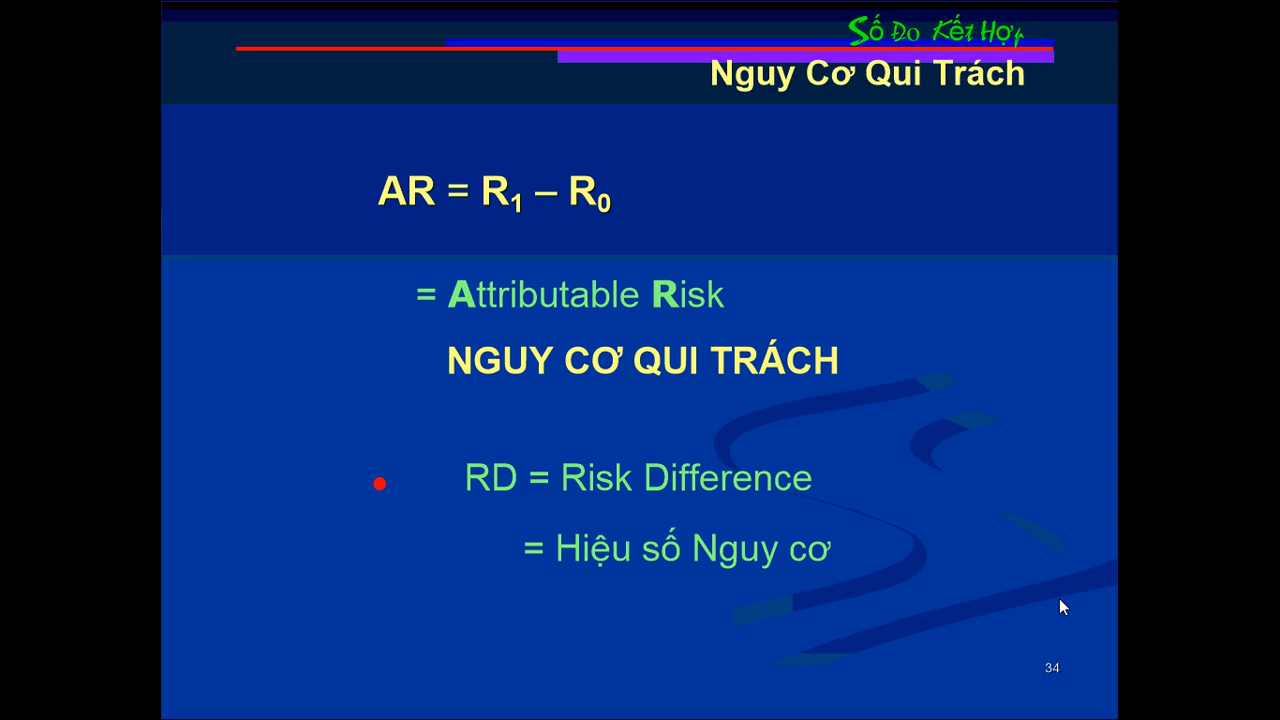 Số Đo Kết Hợp
Nguy Cơ Qui Trách
AR = R₁ – R₀
= Attributable Risk
NGUY CƠ QUI TRÁCH
RD = Risk Difference
= Hiệu số Nguy cơ
34